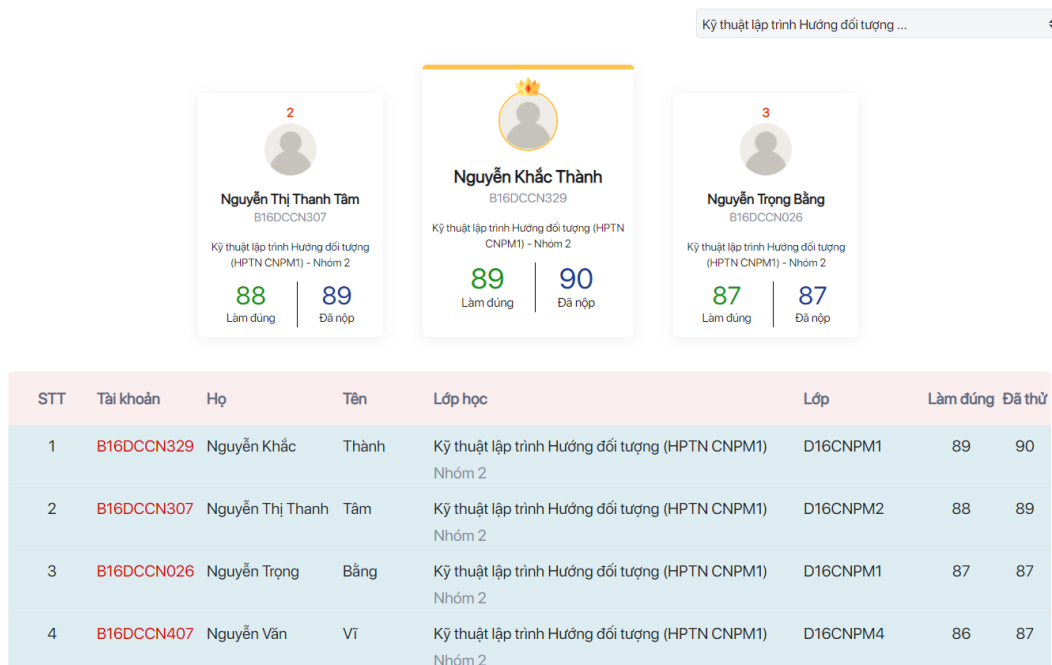 Kỹ thuật lập trình Hướng đối tượng ...
2
Nguyễn Thị Thanh Tâm
B16DCCN307
Kỹ thuật lập trình Hướng đối tượng
(HPTN CNPM1) - Nhóm 2
88 89
Làm đúng Đã nộp
Nguyễn Khắc Thành
B16DCCN329
Kỹ thuật lập trình Hướng đối tượng (HPTN
CNPM1) - Nhóm 2
89 90
Làm đúng Đã nộp
3
Nguyễn Trọng Bằng
B16DCCN026
Kỹ thuật lập trình Hướng đối tượng
(HPTN CNPM1) - Nhóm 2
87 87
Làm đúng Đã nộp
STT Tài khoản Họ Tên Lớp học Lớp Làm đúng Đã thử
1 B16DCCN329 Nguyễn Khắc Thành Kỹ thuật lập trình Hướng đối tượng (HPTN CNPM1) D16CNPM1 89 90
Nhóm 2
2 B16DCCN307 Nguyễn Thị Thanh Tâm Kỹ thuật lập trình Hướng đối tượng (HPTN CNPM1) D16CNPM2 88 89
Nhóm 2
3 B16DCCN026 Nguyễn Trọng Bằng Kỹ thuật lập trình Hướng đối tượng (HPTN CNPM1) D16CNPM1 87 87
Nhóm 2
4 B16DCCN407 Nguyễn Văn Vĩ Kỹ thuật lập trình Hướng đối tượng (HPTN CNPM1) D16CNPM4 86 87
Nhóm 2